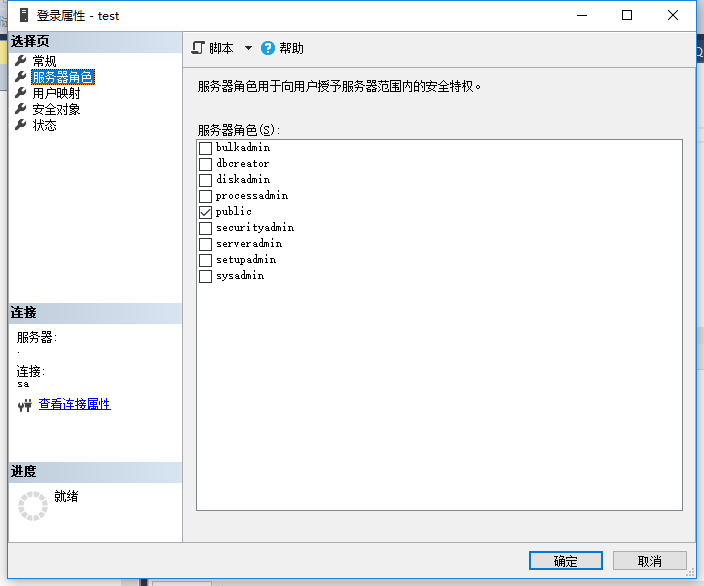 登录属性 - test
选择页
常规
服务器角色
用户映射
安全对象
状态
脚本
帮助
服务器角色用于向用户授予服务器范围内的安全特权。
服务器角色(S):
bulkadmin
dbcreator
diskadmin
processadmin
public
securityadmin
serveradmin
setupadmin
sysadmin
连接
服务器:
.
连接:
sa
查看连接属性
进度
就绪
确定
取消